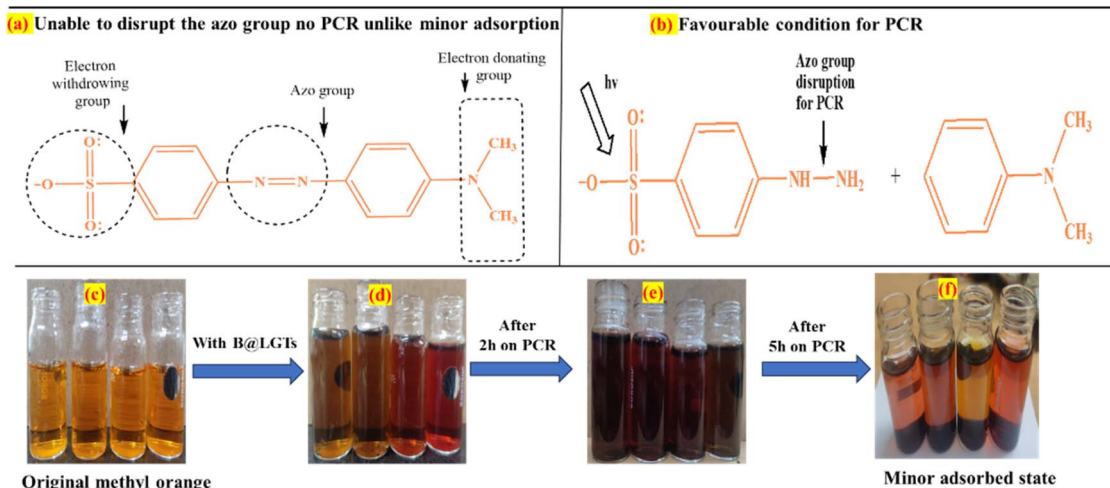 (a) Unable to disrupt the azo group no PCR unlike minor adsorption
Electron
withdrowing
group
Azo group
Electron donating
group
O:
-O
S
O:
N
N
N
CH3
CH3
(b) Favourable condition for PCR
hv
Azo group
disruption
for PCR
O:
-O
S
O:
NH
NH2
+
N
CH3
CH3
(c)
With B@LGTs
(d)
After
2h on PCR
(e)
After
5h on PCR
(f)
Original methyl orange
Minor adsorbed state